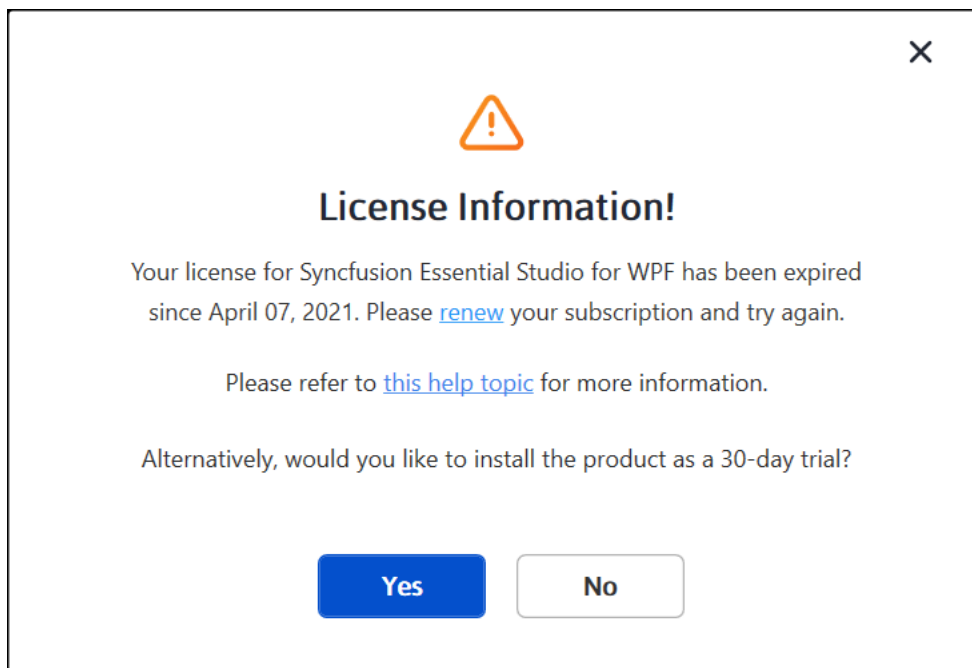 License Information!
Your license for Syncfusion Essential Studio for WPF has been expired
since April 07, 2021. Please renew your subscription and try again.
Please refer to this help topic for more information.
Alternatively, would you like to install the product as a 30-day trial?
Yes No